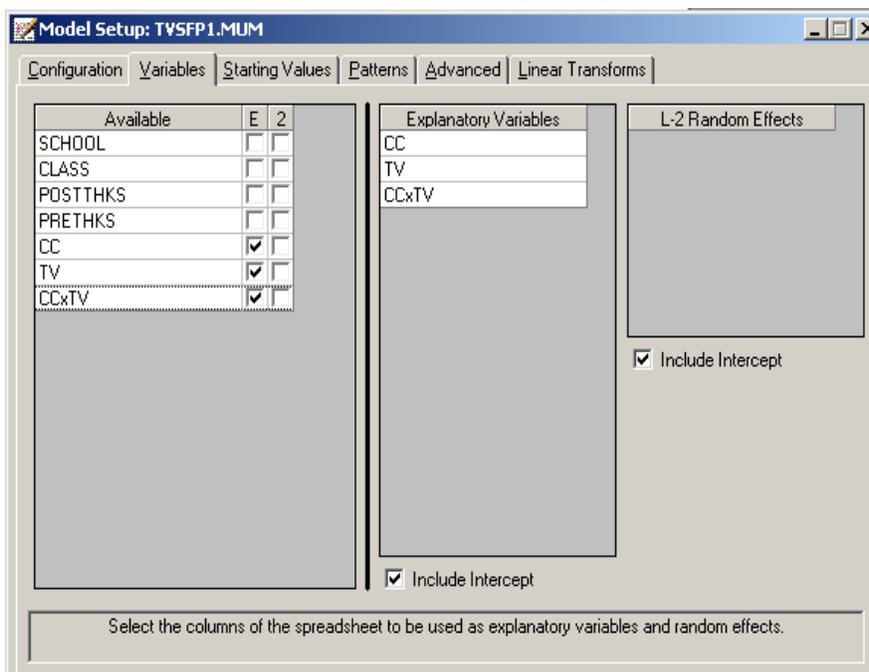 Model Setup: TVSFP1.MUM
Configuration Variables Starting Values Patterns Advanced Linear Transforms
Available E 2
SCHOOL
CLASS
POSTTHKS
PRETHKS
CC
TV
CCxTV
Explanatory Variables
CC
TV
CCxTV
Include Intercept
L-2 Random Effects
Include Intercept
Select the columns of the spreadsheet to be used as explanatory variables and random effects.